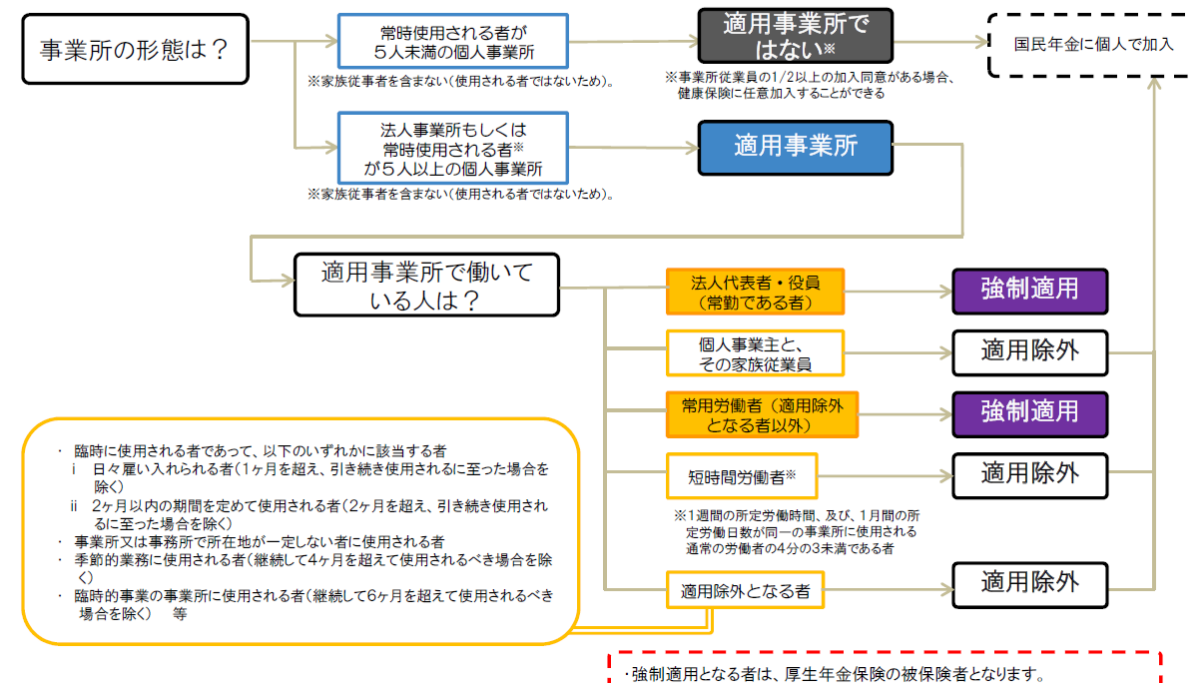 事業所の形態は？
常時使用される者が
５人未満の個人事業所
※家族従事者を含まない（使用される者ではないため）。
適用事業所で
はない※
※事業所従業員の1/2以上の加入同意がある場合、
健康保険に任意加入することができる
国民年金に個人で加入
法人事業所もしくは
常時使用される者※
が５人以上の個人事業所
※家族従事者を含まない（使用される者ではないため）。
適用事業所
適用事業所で働いて
いる人は？
法人代表者・役員
（常勤である者）
強制適用
個人事業主と、
その家族従業員
適用除外
常用労働者（適用除外
となる者以外）
強制適用
短時間労働者※
適用除外
※１週間の所定労働時間、及び、１月間の所
定労働日数が同一の事業所に使用される
通常の労働者の4分の3未満である者
適用除外となる者
適用除外
・ 臨時に使用される者であって、以下のいずれかに該当する者
ⅰ 日々雇い入れられる者（1ヶ月を超え、引き続き使用されるに至った場合を
除く）
ⅱ 2ヶ月以内の期間を定めて使用される者（2ヶ月を超え、引き続き使用され
るに至った場合を除く）
・ 事業所又は事務所で所在地が一定しない者に使用される者
・ 季節的業務に使用される者（継続して4ヶ月を超えて使用されるべき場合を除
く）
・ 臨時的事業の事業所に使用される者（継続して6ヶ月を超えて使用されるべき
場合を除く） 等
・強制適用となる者は、厚生年金保険の被保険者となります。